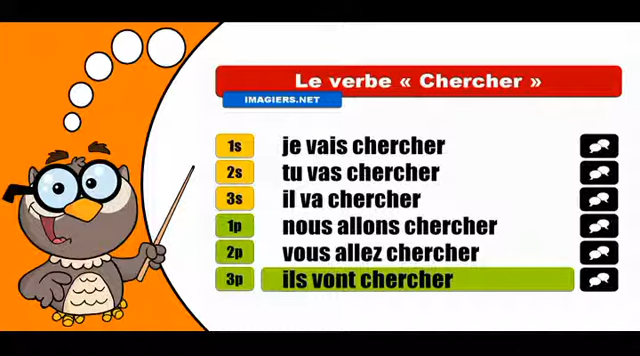 Le verbe « Chercher »
IMAGIERS.NET
1s je vais chercher
2s tu vas chercher
3s il va chercher
1p nous allons chercher
2p vous allez chercher
3p ils vont chercher